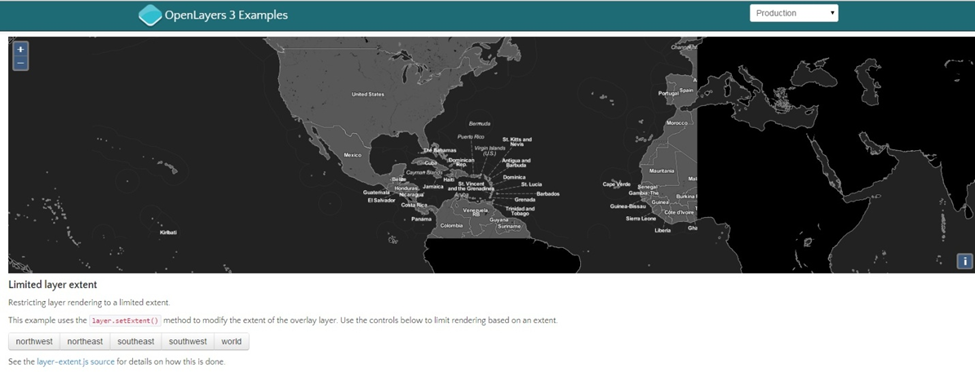 OpenLayers 3 Examples
Production
+
Channel
–
United States
Portugal Spain
Bermuda
Morocco
Puerto Rico
St. Kitts and
Nevis
Virgin Islands
(U.S.)
The Bahamas
Mexico
Cuba
Dominican
Rep.
Antigua and
Barbuda
Cayman Islands
Mauritania
Mali
Belize
Haiti
Dominica
Honduras
Jamaica
St. Vincent
and the Grenadines
St. Lucia
Cape Verde
Senegal
Guatemala
Nicaragua
Aruba
Barbados
Gambia, The
Burkina F
El Salvador
Grenada
Guinea
Costa Rica
Trinidad and
Tobago
Guinea-Bissau
Côte d'Ivoire
Panama
Venezuela,
RB
Sierra Leone
Kiribati
Colombia
Guyana
Suriname
Liberia
Gha
i
Limited layer extent
Restricting layer rendering to a limited extent.
This example uses the layer.setExtent() method to modify the extent of the overlay layer. Use the controls below to limit rendering based on an extent.
northwest northeast southeast southwest world
See the layer-extent.js source for details on how this is done.